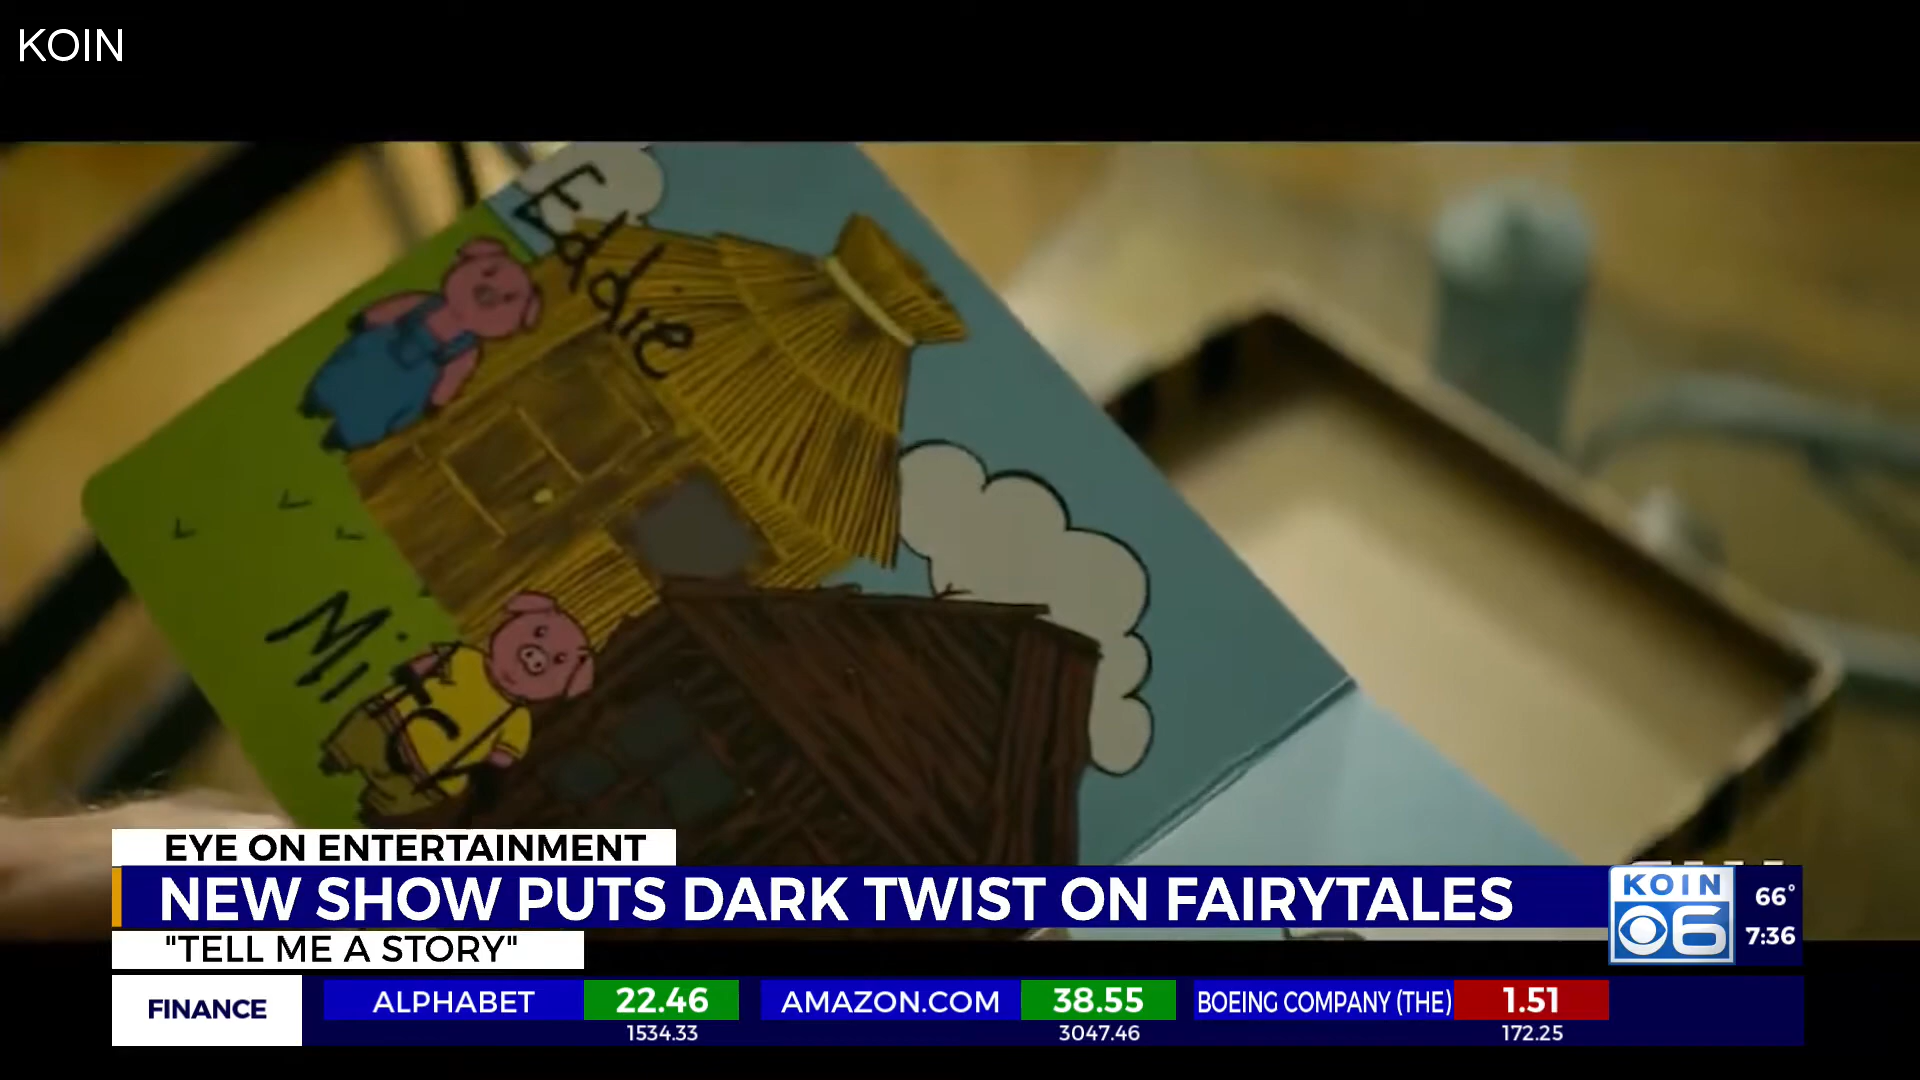 KOIN
Eddie
EYE ON ENTERTAINMENT
NEW SHOW PUTS DARK TWIST ON FAIRYTALES
"TELL ME A STORY"
KOIN
6
66°
7:36
FINANCE
ALPHABET 22.46
1534.33
AMAZON.COM 38.55
3047.46
BOEING COMPANY (THE) 1.51
172.25